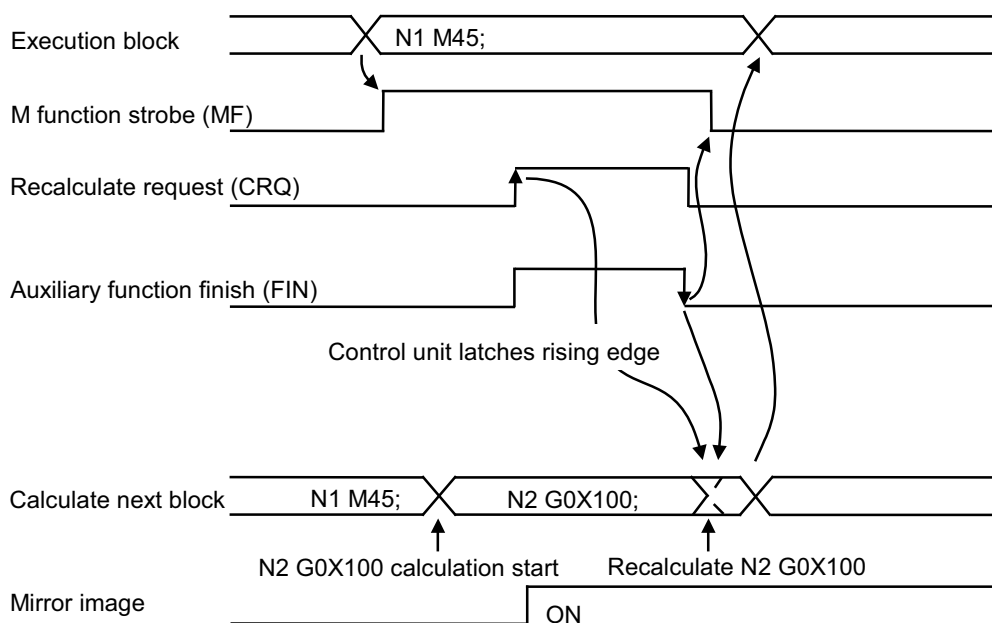 Execution block
N1 M45;
M function strobe (MF)
Recalculate request (CRQ)
Auxiliary function finish (FIN)
Control unit latches rising edge
Calculate next block
N1 M45;
N2 G0X100;
N2 G0X100 calculation start
Recalculate N2 G0X100
Mirror image
ON